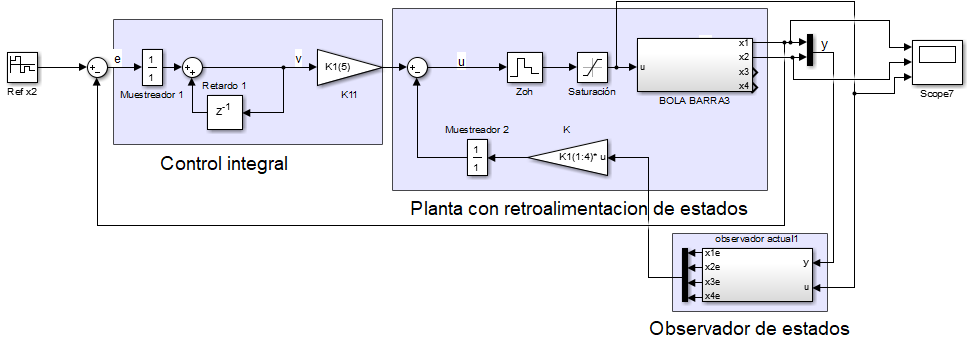 Ref x2
e
1
1
Muestreador 1
Retardo 1
z-1
v
K1(5)
K11
Control integral
u
Zoh
Saturación
u
x1
x2
x3
x4
BOLA BARRA3
y
Scope7
Muestreador 2
1
1
K
K1(1:4)* u
Planta con retroalimentacion de estados
observador actual1
x1e
x2e
x3e
x4e
y
u
Observador de estados